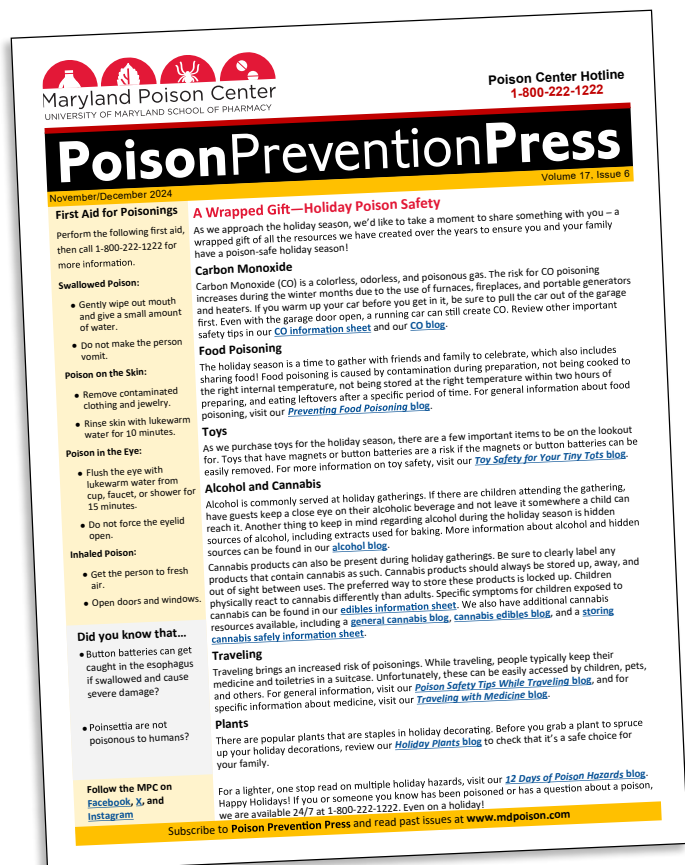 Maryland Poison Center
UNIVERSITY OF MARYLAND SCHOOL OF PHARMACY
Poison Center Hotline
1-800-222-1222
PoisonPreventionPress
November/December 2024
Volume 17, Issue 6
First Aid for Poisonings
Perform the following first aid,
then call 1-800-222-1222 for
more information.
Swallowed Poison:
• Gently wipe out mouth
and give a small amount
of water.
• Do not make the person
vomit.
Poison on the Skin:
• Remove contaminated
clothing and jewelry.
• Rinse skin with lukewarm
water for 10 minutes.
Poison in the Eye:
• Flush the eye with
lukewarm water from
cup, faucet, or shower for
15 minutes.
• Do not force the eyelid
open.
Inhaled Poison:
• Get the person to fresh
air.
• Open doors and windows.
Did you know that...
• Button batteries can get
caught in the esophagus
if swallowed and cause
severe damage?
• Poinsettia are not
poisonous to humans?
Follow the MPC on
Facebook, X, and
Instagram
A Wrapped Gift—Holiday Poison Safety
As we approach the holiday season, we'd like to take a moment to share something with you – a
wrapped gift of all the resources we have created over the years to ensure you and your family
have a poison-safe holiday season!
Carbon Monoxide
Carbon Monoxide (CO) is a colorless, odorless, and poisonous gas. The risk for CO poisoning
increases during the winter months due to the use of furnaces, fireplaces, and portable generators
and heaters. If you warm up your car before you get in it, be sure to pull the car out of the garage
first. Even with the garage door open, a running car can still create CO. Review other important
safety tips in our CO information sheet and our CO blog.
Food Poisoning
The holiday season is a time to gather with friends and family to celebrate, which also includes
sharing food! Food poisoning is caused by contamination during preparation, not being cooked to
the right internal temperature, not being stored at the right temperature within two hours of
preparing, and eating leftovers after a specific period of time. For general information about food
poisoning, visit our Preventing Food Poisoning blog.
Toys
As we purchase toys for the holiday season, there are a few important items to be on the lookout
for. Toys that have magnets or button batteries are a risk if the magnets or button batteries can be
easily removed. For more information on toy safety, visit our Toy Safety for Your Tiny Tots blog.
Alcohol and Cannabis
Alcohol is commonly served at holiday gatherings. If there are children attending the gathering,
have guests keep a close eye on their alcoholic beverage and not leave it somewhere a child can
reach it. Another thing to keep in mind regarding alcohol during the holiday season is hidden
sources of alcohol, including extracts used for baking. More information about alcohol and hidden
sources can be found in our alcohol blog.
Cannabis products can also be present during holiday gatherings. Be sure to clearly label any
products that contain cannabis as such. Cannabis products should always be stored up, away, and
out of sight between uses. The preferred way to store these products is locked up. Children
physically react to cannabis differently than adults. Specific symptoms for children exposed to
cannabis can be found in our edibles information sheet. We also have additional cannabis
resources available, including a general cannabis blog, cannabis edibles blog, and a storing
cannabis safely information sheet.
Traveling
Traveling brings an increased risk of poisonings. While traveling, people typically keep their
medicine and toiletries in a suitcase. Unfortunately, these can be easily accessed by children, pets,
and others. For general information, visit our Poison Safety Tips While Traveling blog, and for
specific information about medicine, visit our Traveling with Medicine blog.
Plants
There are popular plants that are staples in holiday decorating. Before you grab a plant to spruce
up your holiday decorations, review our Holiday Plants blog to check that it's a safe choice for
your family.
For a lighter, one stop read on multiple holiday hazards, visit our 12 Days of Poison Hazards blog.
Happy Holidays! If you or someone you know has been poisoned or has a question about a poison,
we are available 24/7 at 1-800-222-1222. Even on a holiday!
Subscribe to Poison Prevention Press and read past issues at www.mdpoison.com